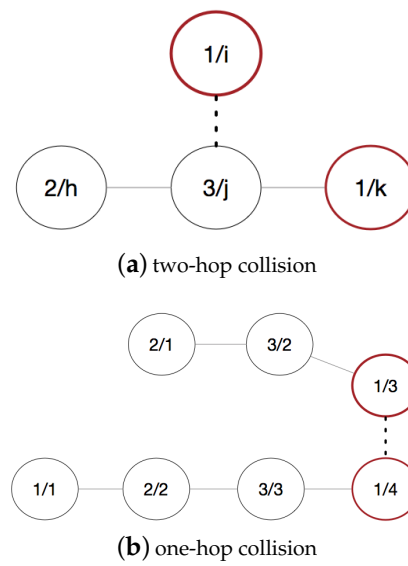 1/i
2/h 3/j 1/k
(a) two-hop collision
2/1 3/2
1/3
1/1 2/2 3/3 1/4
(b) one-hop collision